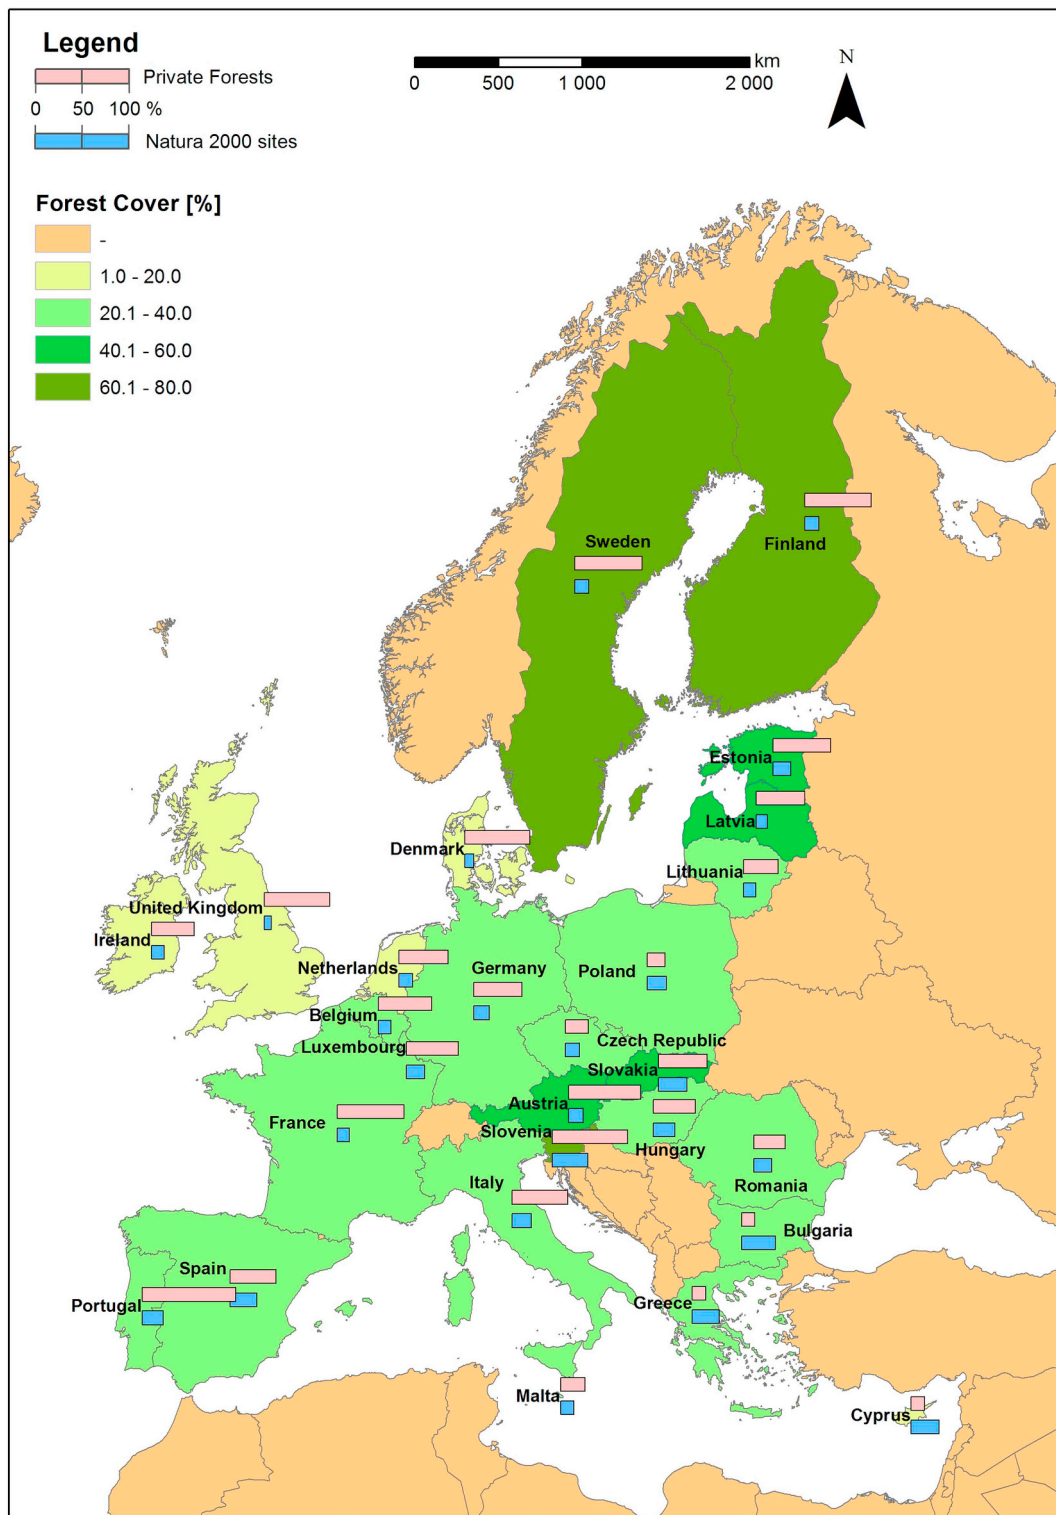 Legend
Private Forests
0 50 100 %
Natura 2000 sites
km
0 500 1 000 2 000
N
Forest Cover [%]
-
1.0 - 20.0
20.1 - 40.0
40.1 - 60.0
60.1 - 80.0
Sweden
Finland
Estonia
Latvia
Denmark
Lithuania
United Kingdom
Ireland
Netherlands
Germany
Poland
Belgium
Czech Republic
Luxembourg
Slovakia
Austria
France
Slovenia
Hungary
Italy
Romania
Bulgaria
Spain
Portugal
Greece
Malta
Cyprus